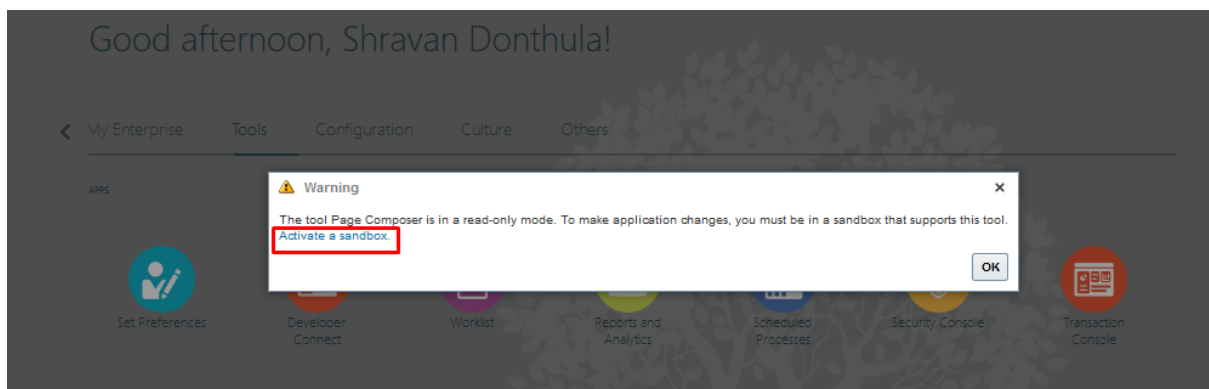 Good afternoon, Shravan Donthula!
My Enterprise Tools Configuration Culture Others
APPS
Warning
The tool Page Composer is in a read-only mode. To make application changes, you must be in a sandbox that supports this tool.
Activate a sandbox.
OK
Set Preferences
Developer
Connect
Worklist
Reports and
Analytics
Scheduled
Processes
Security Console
Transaction
Console